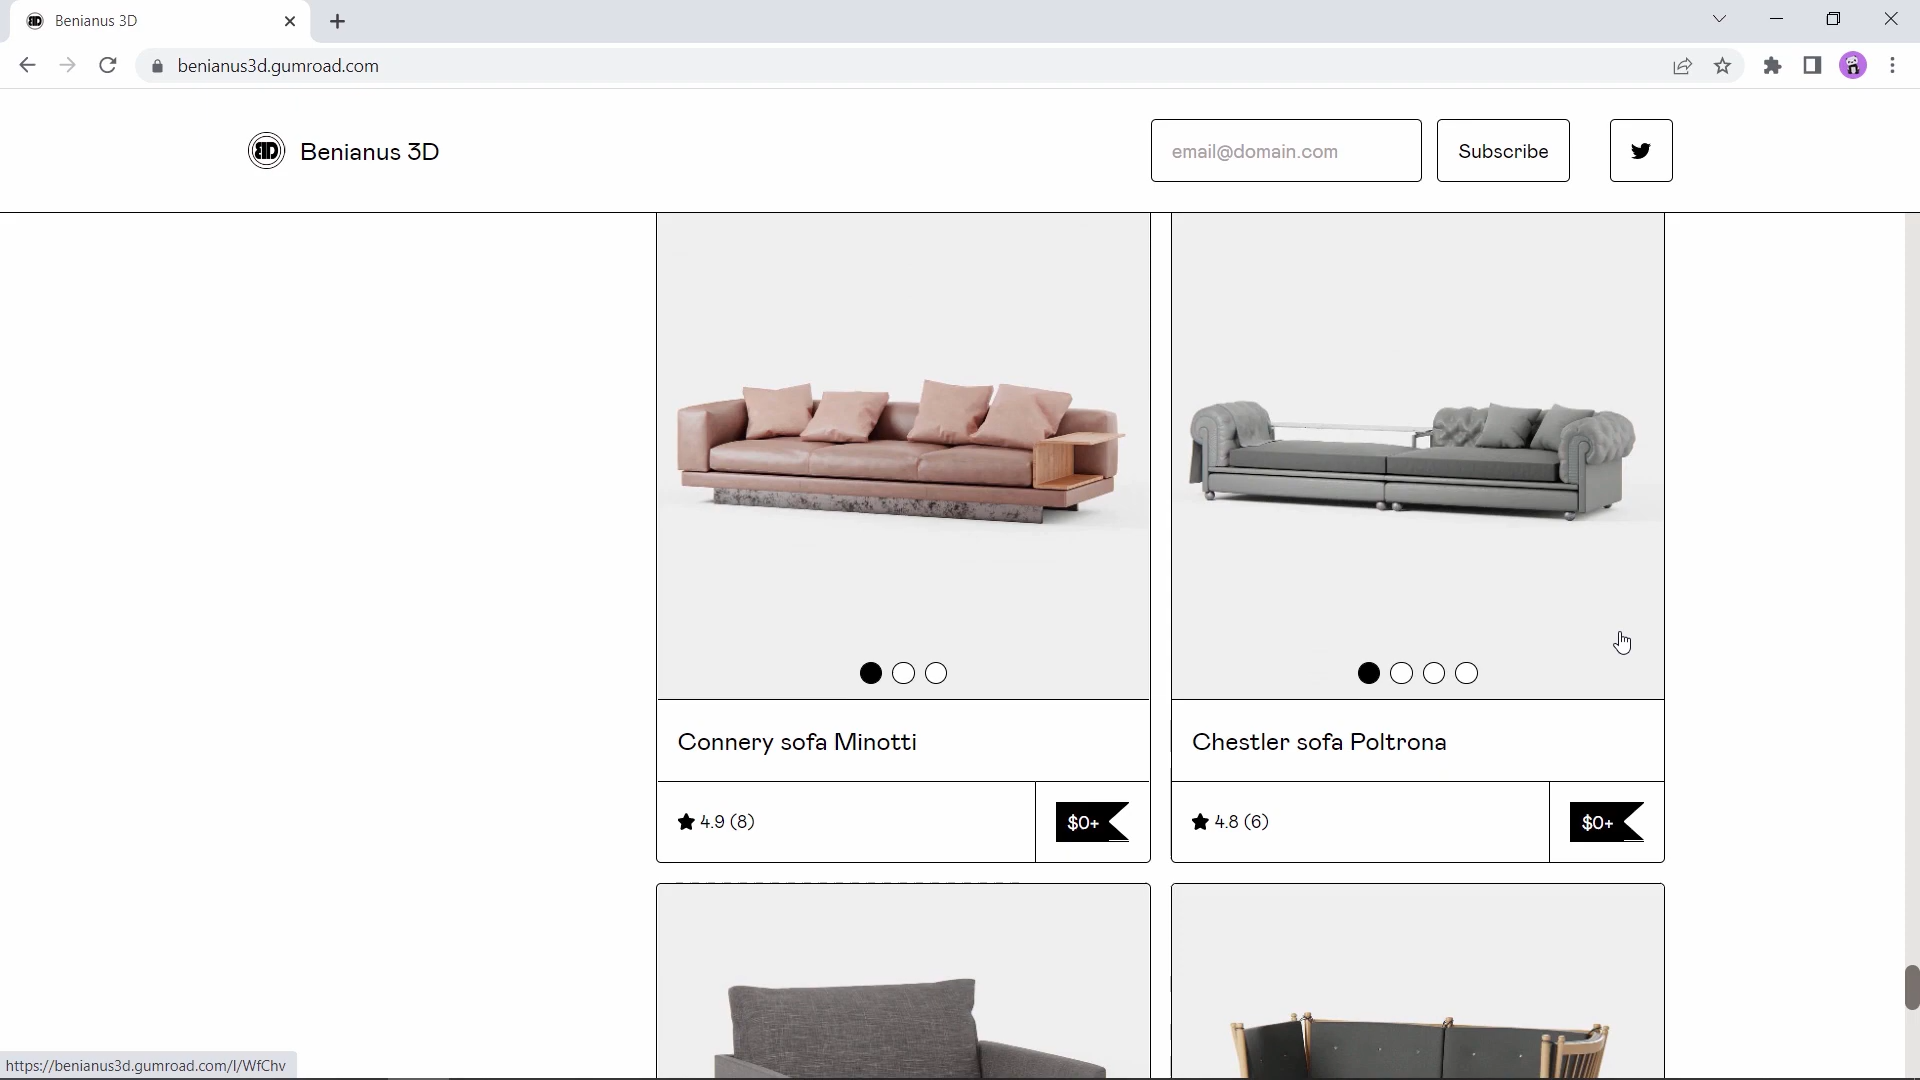 Benianus 3D
benianus3d.gumroad.com
Benianus 3D
email@domain.com
Subscribe
Connery sofa Minotti
Chestler sofa Poltrona
4.9 (8)
$0+
4.8 (6)
$0+
https://benianus3d.gumroad.com/l/WfChv